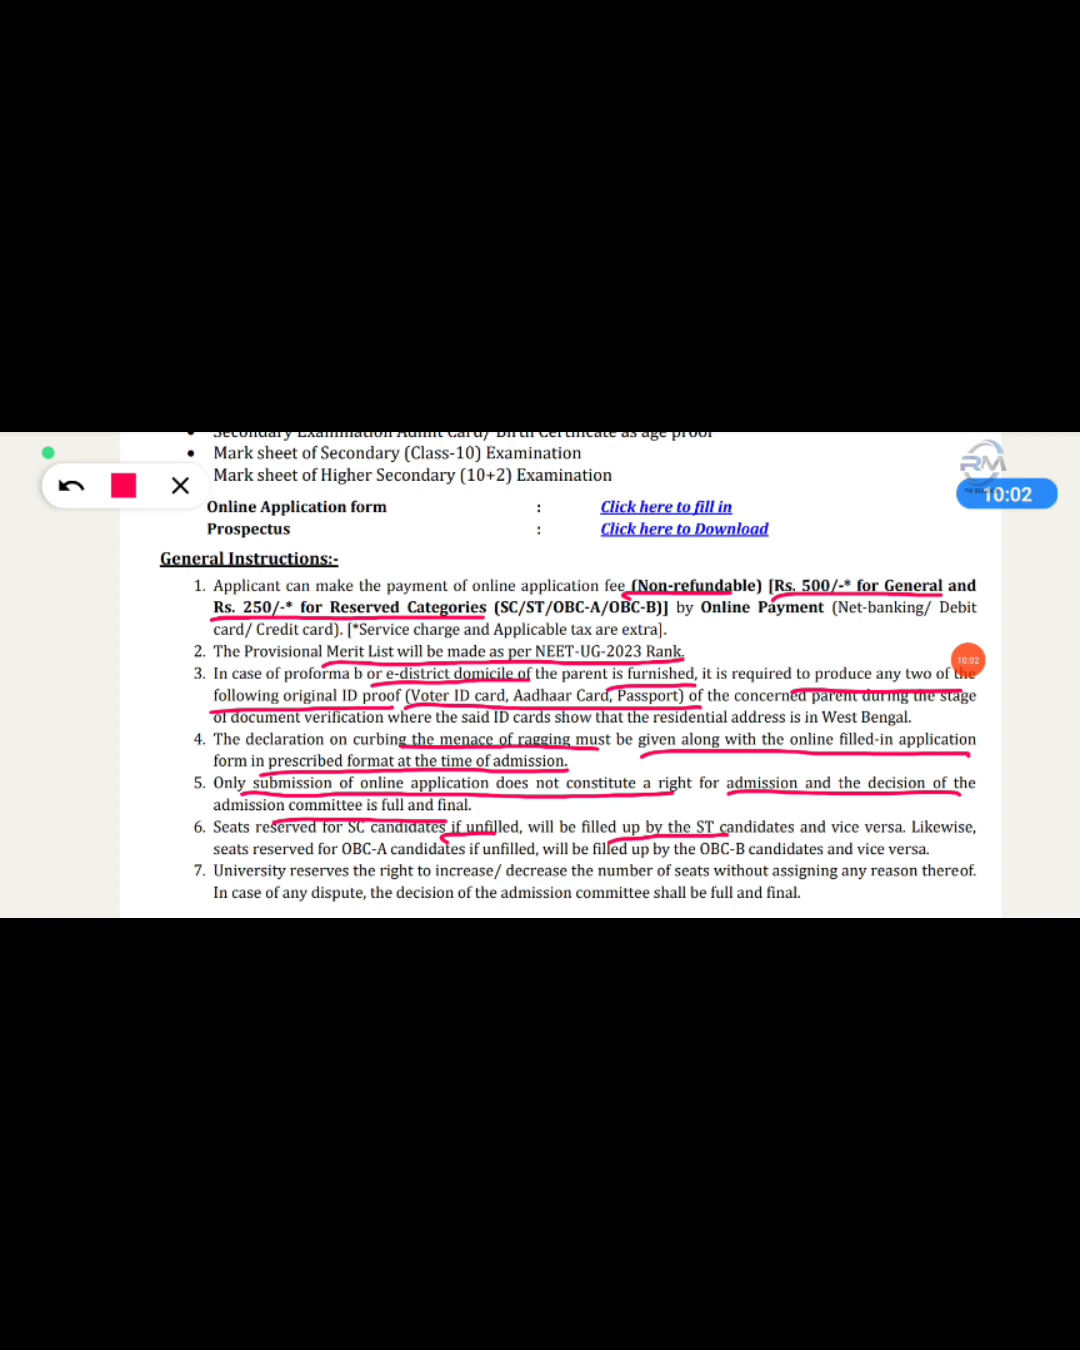 Secondary Examination Admit Card/ Birth Certificate as age proof
• Mark sheet of Secondary (Class-10) Examination
Mark sheet of Higher Secondary (10+2) Examination
RM
10:02
Online Application form : Click here to fill in
Prospectus : Click here to Download
General Instructions:-
1. Applicant can make the payment of online application fee (Non-refundable) [Rs. 500/-* for General and
Rs. 250/-* for Reserved Categories (SC/ST/OBC-A/OBC-B)] by Online Payment (Net-banking/ Debit
card/ Credit card). [*Service charge and Applicable tax are extra].
2. The Provisional Merit List will be made as per NEET-UG-2023 Rank.
10:02
3. In case of proforma b or e-district domicile of the parent is furnished, it is required to produce any two of the
following original ID proof (Voter ID card, Aadhaar Card, Passport) of the concerned parent during the stage
of document verification where the said ID cards show that the residential address is in West Bengal.
4. The declaration on curbing the menace of ragging must be given along with the online filled-in application
form in prescribed format at the time of admission.
5. Only submission of online application does not constitute a right for admission and the decision of the
admission committee is full and final.
6. Seats reserved for SC candidates if unfilled, will be filled up by the ST candidates and vice versa. Likewise,
seats reserved for OBC-A candidates if unfilled, will be filled up by the OBC-B candidates and vice versa.
7. University reserves the right to increase/ decrease the number of seats without assigning any reason thereof.
In case of any dispute, the decision of the admission committee shall be full and final.